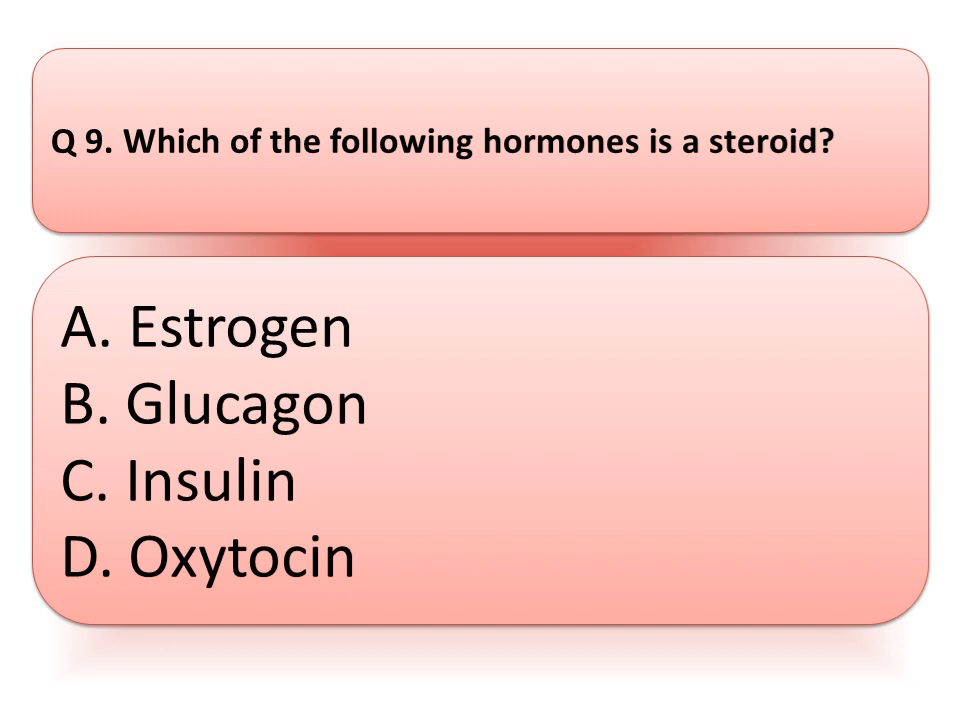 Q 9. Which of the following hormones is a steroid?
A. Estrogen
B. Glucagon
C. Insulin
D. Oxytocin